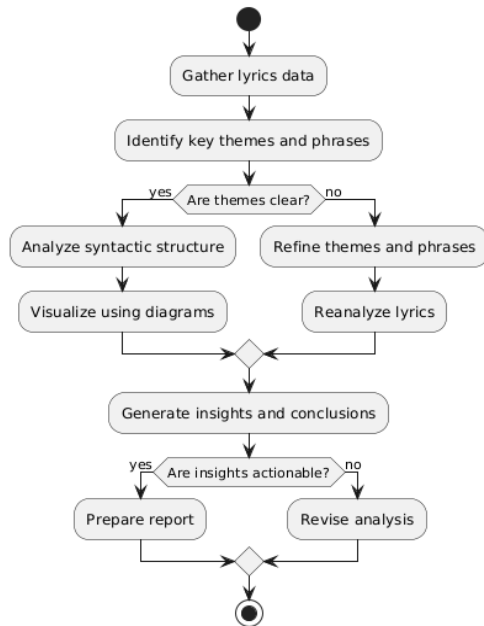 Gather lyrics data
Identify key themes and phrases
yes
Are themes clear?
no
Analyze syntactic structure
Refine themes and phrases
Visualize using diagrams
Reanalyze lyrics
Generate insights and conclusions
yes
Are insights actionable?
no
Prepare report
Revise analysis